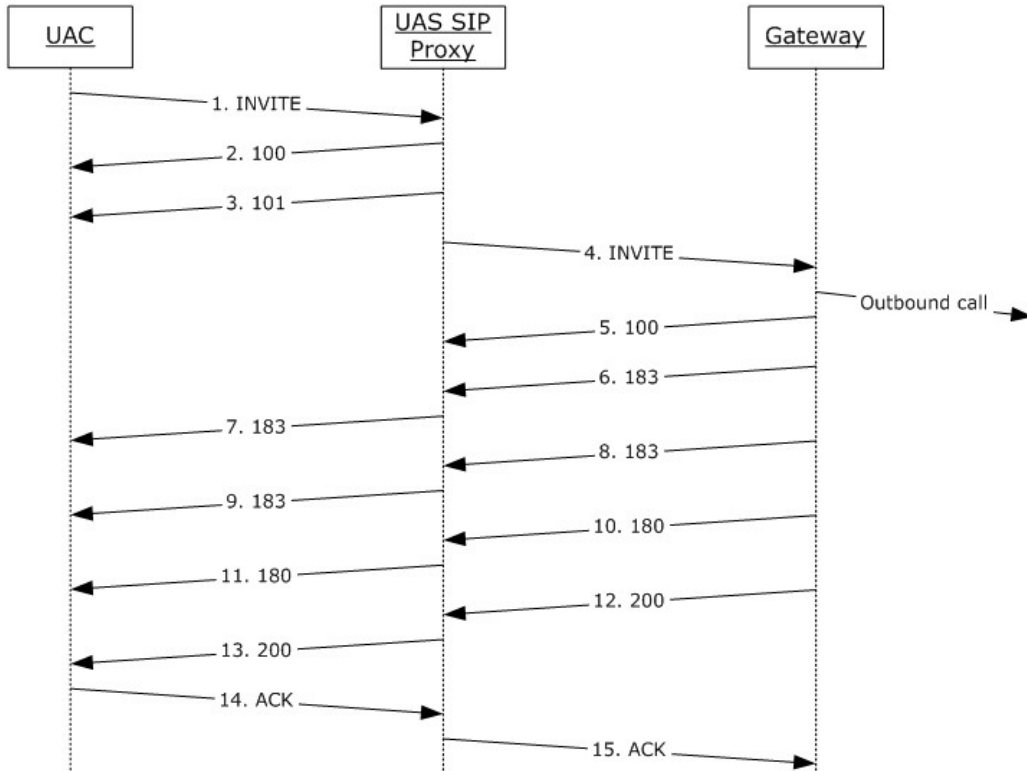 UAC
UAS SIP
Proxy
Gateway
1. INVITE
2. 100
3. 101
4. INVITE
Outbound call
5. 100
6. 183
7. 183
8. 183
9. 183
10. 180
11. 180
12. 200
13. 200
14. ACK
15. ACK